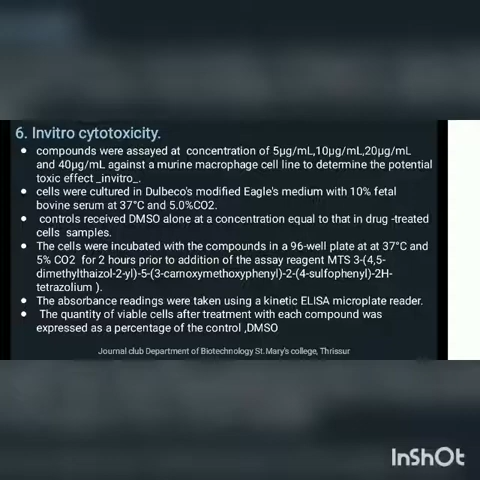 6. Invitro cytotoxicity.
● compounds were assayed at concentration of 5µg/mL,10µg/mL,20µg/mL
and 40µg/mL against a murine macrophage cell line to determine the potential
toxic effect _invitro_.
● cells were cultured in Dulbeco's modified Eagle's medium with 10% fetal
bovine serum at 37°C and 5.0%CO2.
● controls received DMSO alone at a concentration equal to that in drug -treated
cells samples.
● The cells were incubated with the compounds in a 96-well plate at at 37°C and
5% CO2 for 2 hours prior to addition of the assay reagent MTS 3-(4,5-
dimethylthaizol-2-yl)-5-(3-carnoxymethoxyphenyl)-2-(4-sulfophenyl)-2H-
tetrazolium ).
● The absorbance readings were taken using a kinetic ELISA microplate reader.
● The quantity of viable cells after treatment with each compound was
expressed as a percentage of the control ,DMSO
Journal club Department of Biotechnology St.Mary's college, Thrissur
InShOt